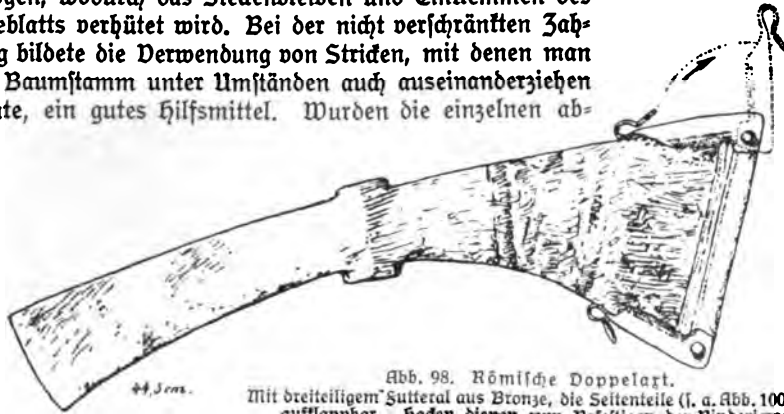 wodurch das Steckenbleiben und Einklemmen des
eblatts verhütet wird. Bei der nicht verschränkten Zah=
g bildete die Verwendung von Stricken, mit denen man
Baumstamm unter Umständen auch auseinanderziehen
te, ein gutes Hilfsmittel. Wurden die einzelnen ab=
44,5 cm.
Abb. 98. Römische Doppelaxt.
Mit dreiteiligem Futteral aus Bronze, die Seitenteile (s. a. Abb. 100
aufklappbar.